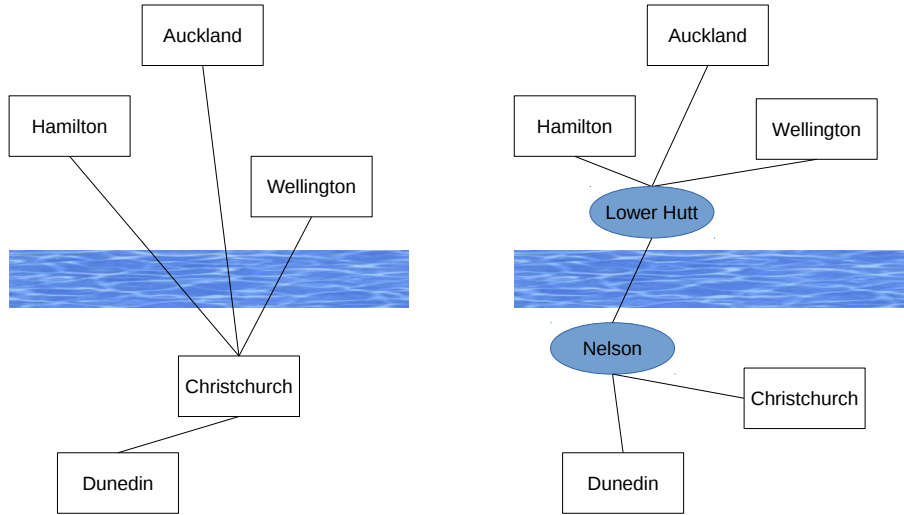 Auckland
Hamilton
Wellington
Christchurch
Dunedin
Auckland
Hamilton
Wellington
Lower Hutt
Nelson
Christchurch
Dunedin